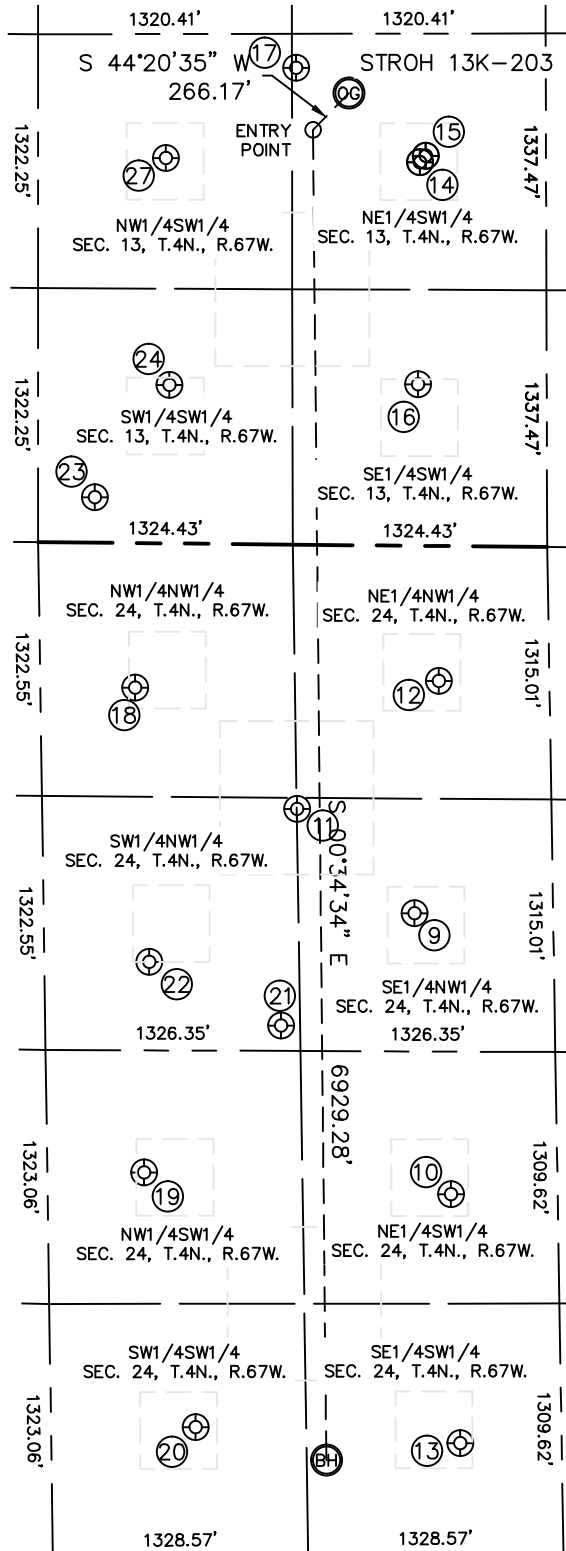 1320.41'
1320.41'
S 44°20'35" W
17
STROH 13K-203
266.17'
OG
ENTRY
POINT
15
1322.25'
1337.47'
27
14
NW1/4SW1/4
SEC. 13, T.4N., R.67W.
NE1/4SW1/4
SEC. 13, T.4N., R.67W.
24
1322.25'
1337.47'
16
SW1/4SW1/4
SEC. 13, T.4N., R.67W.
23
SE1/4SW1/4
SEC. 13, T.4N., R.67W.
1324.43'
1324.43'
NW1/4NW1/4
SEC. 24, T.4N., R.67W.
NE1/4NW1/4
SEC. 24, T.4N., R.67W.
1322.55'
1315.01'
18
12
11
S 00°34'34" E
SW1/4NW1/4
SEC. 24, T.4N., R.67W.
1322.55'
1315.01'
9
22
21
SE1/4NW1/4
SEC. 24, T.4N., R.67W.
1326.35'
1326.35'
6929.28'
1323.06'
1309.62'
19
10
NW1/4SW1/4
SEC. 24, T.4N., R.67W.
NE1/4SW1/4
SEC. 24, T.4N., R.67W.
SW1/4SW1/4
SEC. 24, T.4N., R.67W.
SE1/4SW1/4
SEC. 24, T.4N., R.67W.
1323.06'
1309.62'
20
BH
13
1328.57'
1328.57'